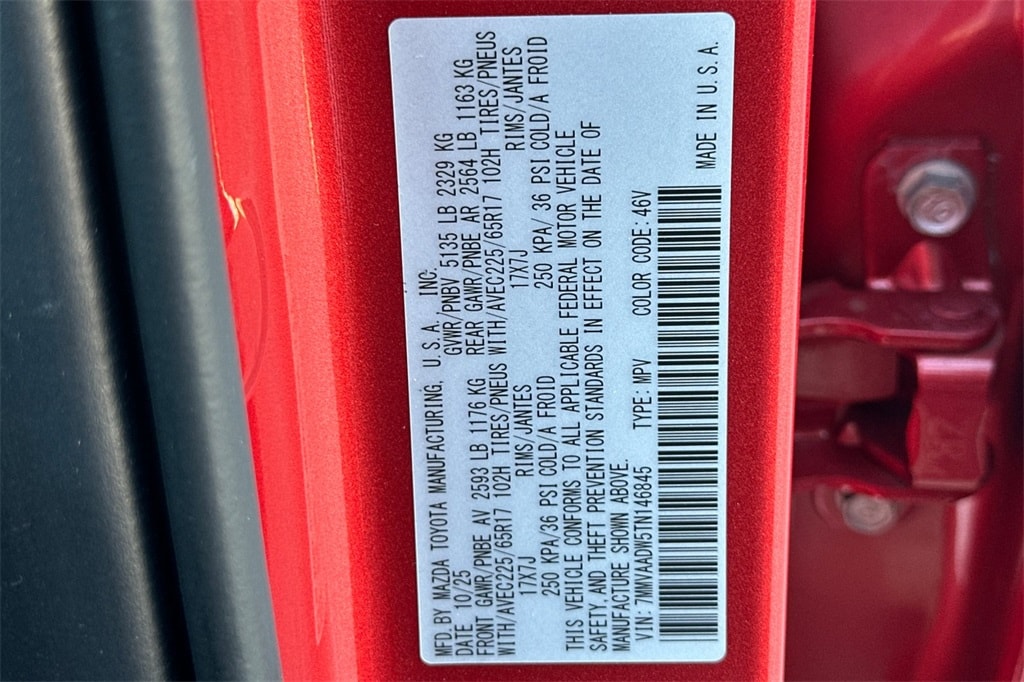 MFD.BY MAZDA TOYOTA MANUFACTURING, U.S.A, INC.
DATE 10/25 GVWR/PNBV 5135 LB 2329 KG
FRONT GAWR/PNBE AV 2593 LB 1176 KG REAR GAWR/PNBE AR 2564 LB 1163 KG
WITH/AVEC225/65R17 102H TIRES/PNEUS WITH/AVEC225/65R17 102H TIRES/PNEUS
17X7J RIMS/JANTES 17X7J RIMS/JANTES
250 KPA/36 PSI COLD/A FROID 250 KPA/ 36 PSI COLD/A FROID
THIS VEHICLE CONFORMS TO ALL APPLICABLE FEDERAL MOTOR VEHICLE
SAFETY AND THEFT PREVENTION STANDARDS IN EFFECT ON THE DATE OF
MANUFACTURE SHOWN ABOVE.
VIN: 7MMVAADW5TN146845 TYPE: MPV COLOR CODE: 46V
MADE IN U.S.A.